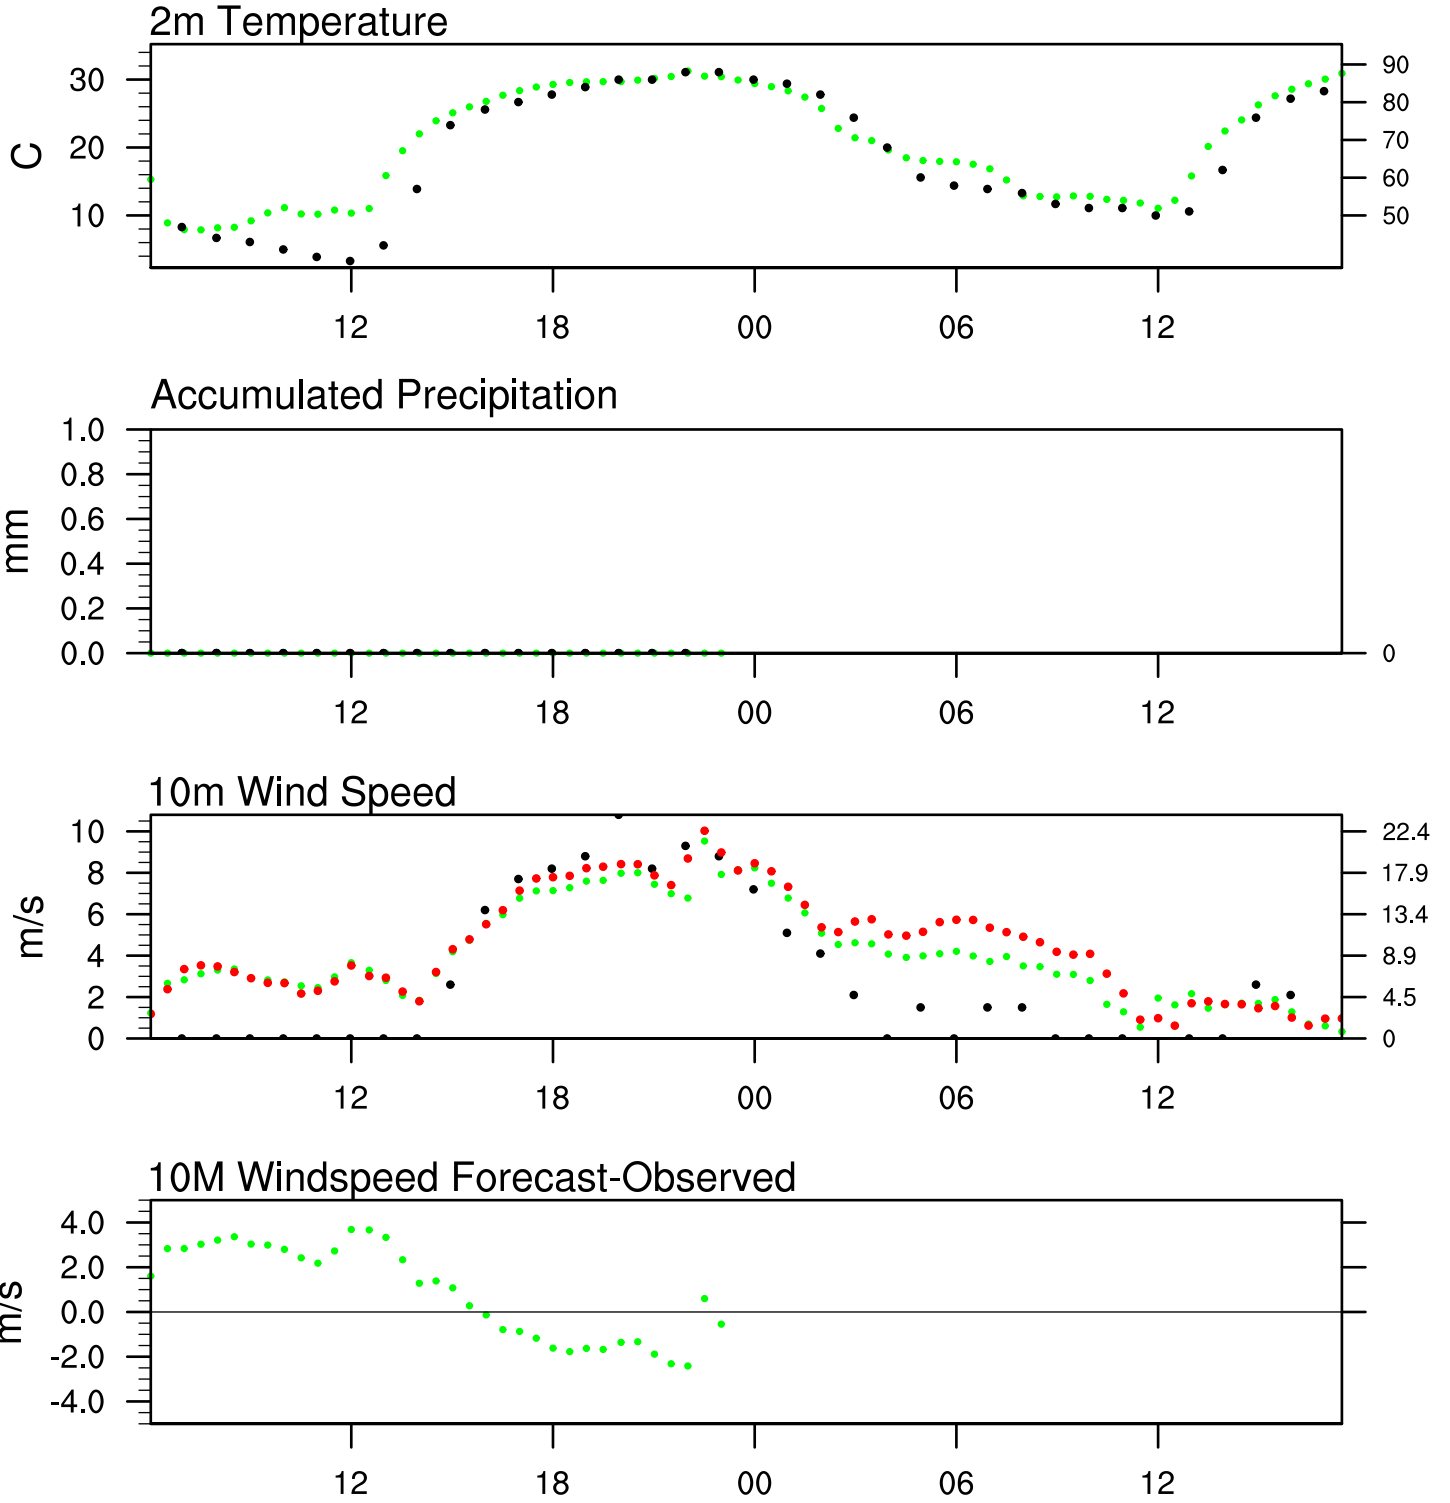 2m Temperature
30
20
10
C
90
80
70
60
50
12 18 00 06 12
Accumulated Precipitation
1.0
0.8
0.6
0.4
0.2
0.0
mm
0
12 18 00 06 12
10m Wind Speed
10
8
6
4
2
0
m/s
22.4
17.9
13.4
8.9
4.5
0
12 18 00 06 12
10M Windspeed Forecast-Observed
4.0
2.0
0.0
-2.0
-4.0
m/s
12 18 00 06 12